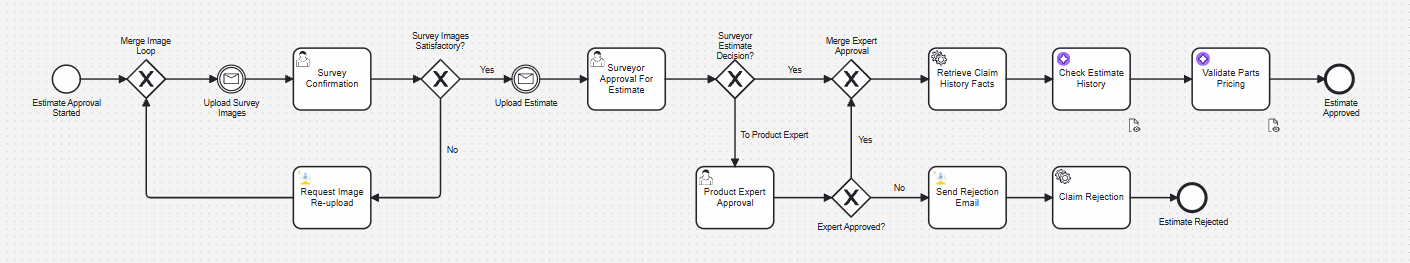 Estimate Approval
Started
Merge Image
Loop
Upload Survey
Images
Survey
Confirmation
Survey Images
Satisfactory?
Yes
No
Request Image
Re-upload
Upload Estimate
Surveyor
Approval For
Estimate
Surveyor
Estimate
Decision?
Yes
To Product Expert
Product Expert
Approval
Merge Expert
Approval
Yes
Expert Approved?
No
Retrieve Claim
History Facts
Check Estimate
History
Validate Parts
Pricing
Estimate
Approved
Send Rejection
Email
Claim Rejection
Estimate Rejected